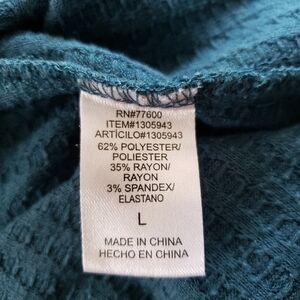 RN#77600
ITEM#1305943
ARTÍCILO#1305943
62% POLYESTER/
POLIESTER
35% RAYON/
RAYON
3% SPANDEX/
ELASTANO
L
MADE IN CHINA
HECHO EN CHINA